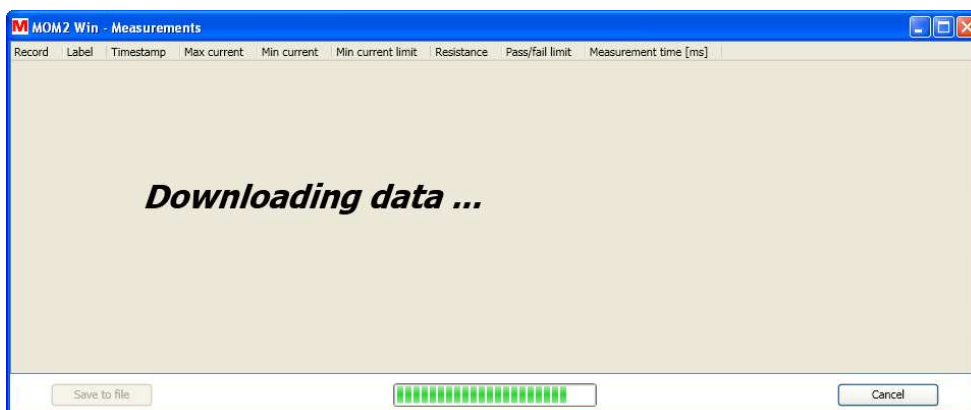 M MOM2 Win - Measurements
Record Label Timestamp Max current Min current Min current limit Resistance Pass/fail limit Measurement time [ms]
Downloading data ...
Save to file Cancel